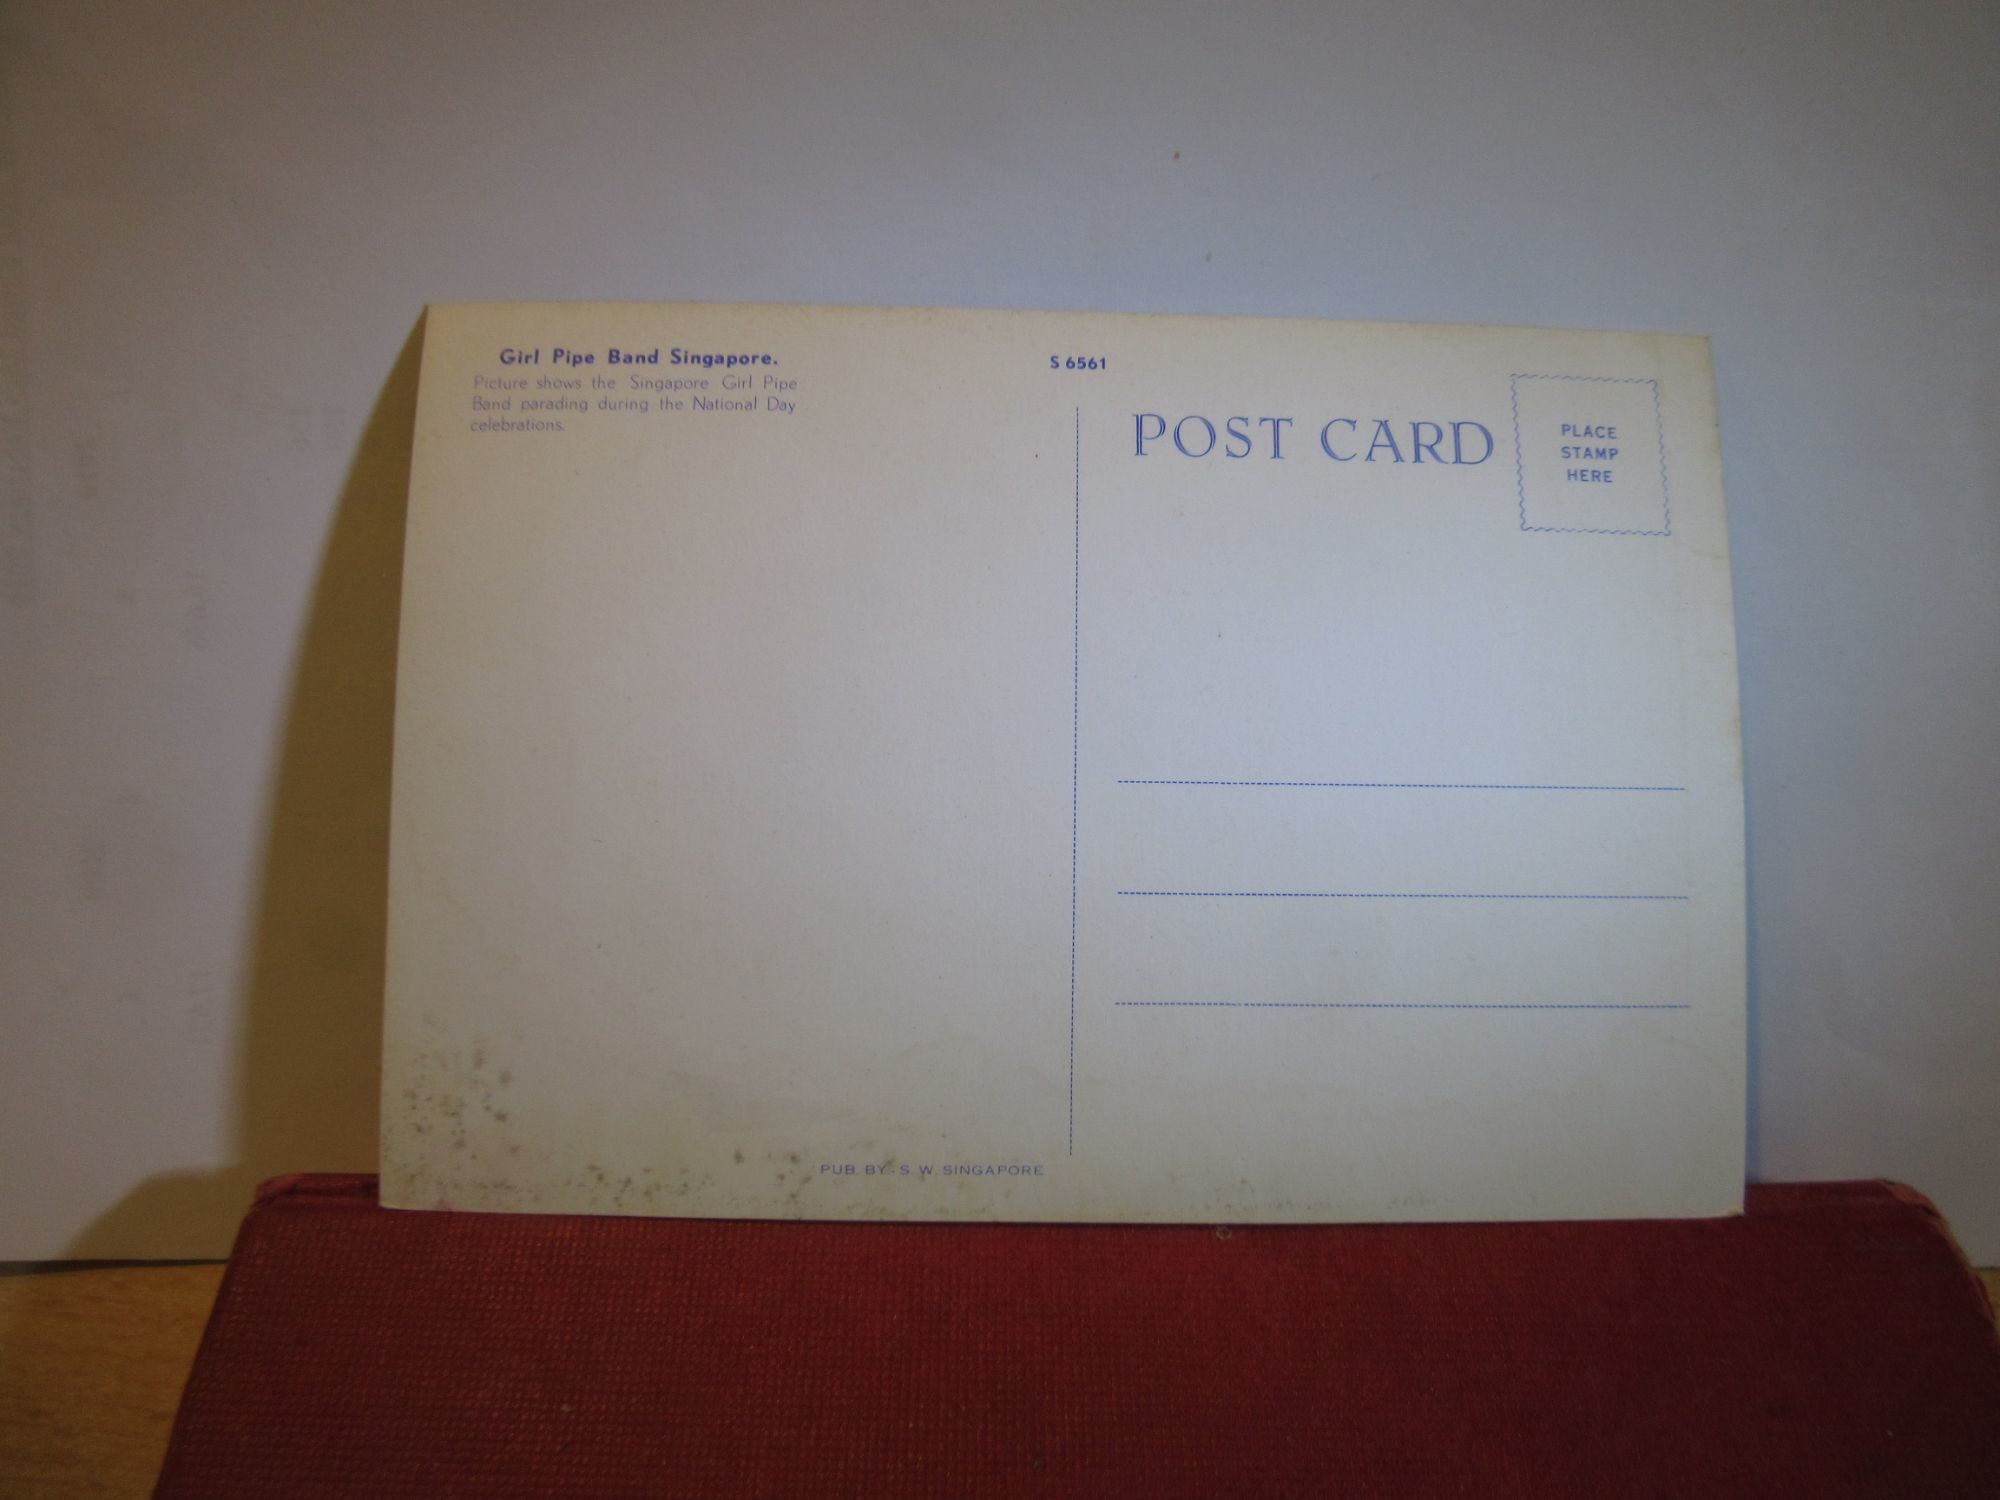 Girl Pipe Band Singapore.
Picture shows the Singapore Girl Pipe
Band parading during the National Day
celebrations.
S 6561
POST CARD
PLACE
STAMP
HERE
PUB. BY. S. W. SINGAPORE